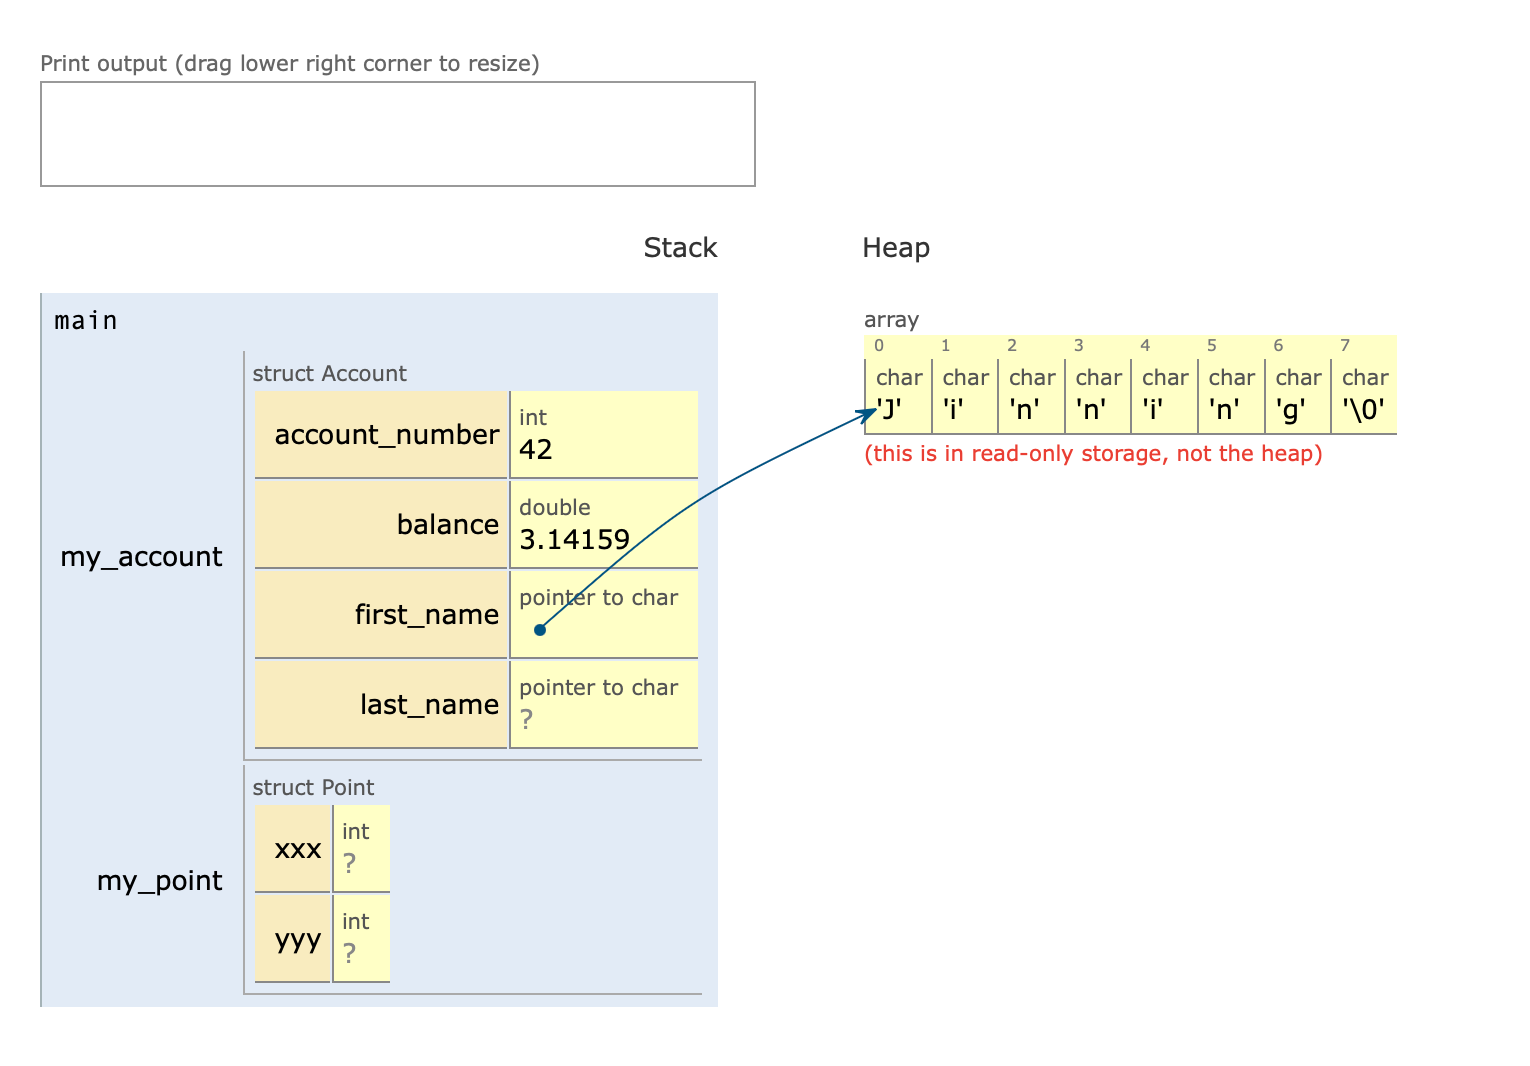 Print output (drag lower right corner to resize)
Stack
Heap
main
array
0 1 2 3 4 5 6 7
char char char char char char char char
'J' 'i' 'n' 'n' 'i' 'n' 'g' '\0'
(this is in read-only storage, not the heap)
my_account
struct Account
account_number
int
42
balance
double
3.14159
first_name
pointer to char
last_name
pointer to char
?
my_point
struct Point
xxx
int
?
yyy
int
?